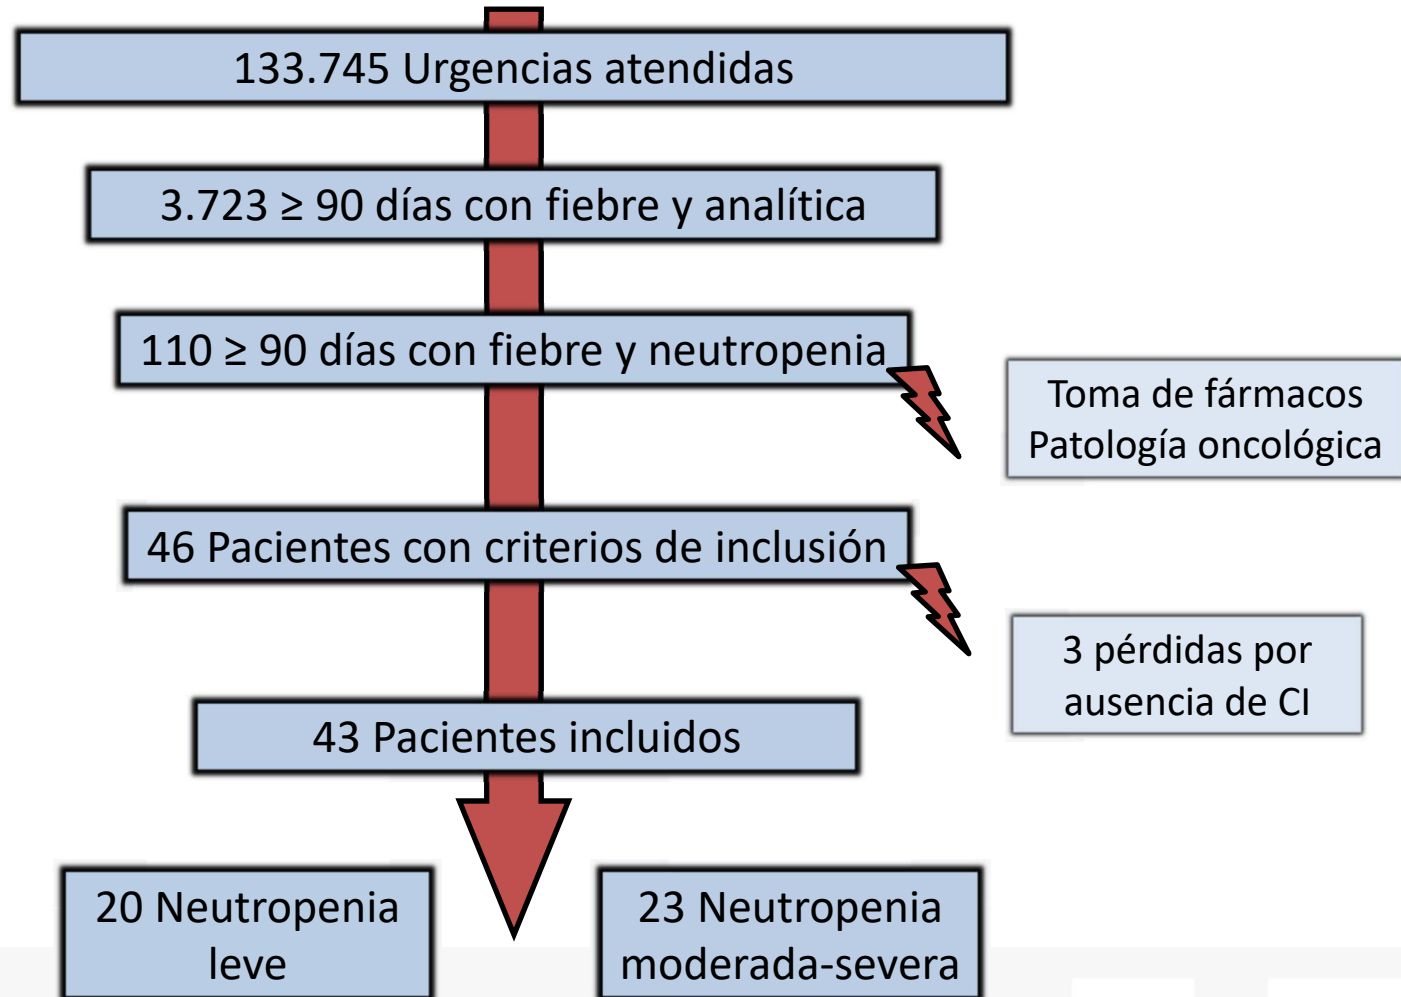 133.745 Urgencias atendidas
3.723 ≥ 90 días con fiebre y analítica
110 ≥ 90 días con fiebre y neutropenia
Toma de fármacos
Patología oncológica
46 Pacientes con criterios de inclusión
3 pérdidas por
ausencia de CI
43 Pacientes incluidos
20 Neutropenia
leve
23 Neutropenia
moderada-severa